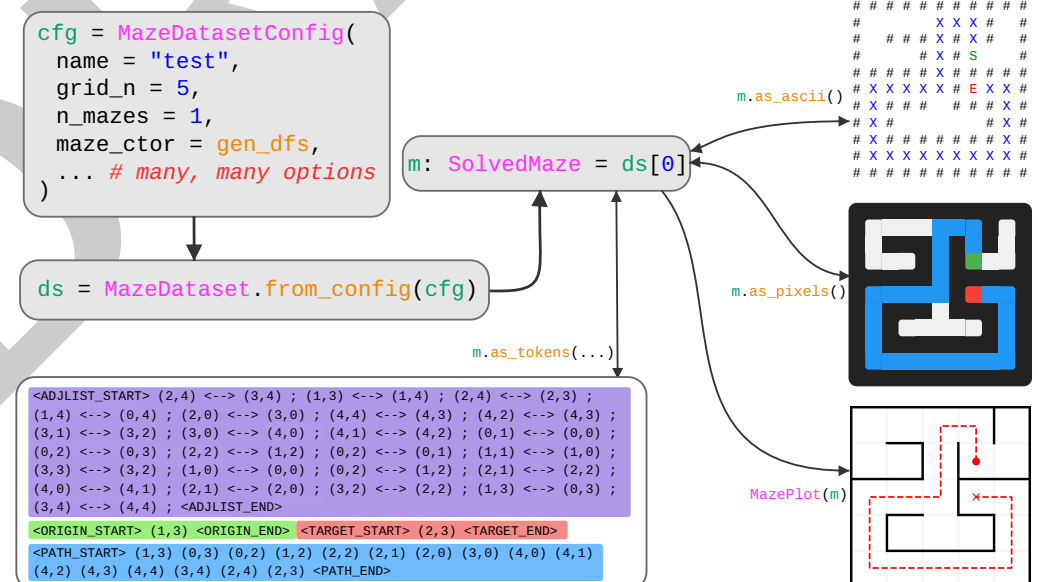 cfg = MazeDatasetConfig(
name = "test",
grid_n = 5,
n_mazes = 1,
maze_ctor = gen_dfs,
... # many, many options
)
ds = MazeDataset.from_config(cfg)
m: SolvedMaze = ds[0]
m.as_ascii()
# # # # # # # # # # #
#         X X X #   #
#   # # # X # X #   #
#       # X # S     #
# # # # # X # # # # #
# X X X X X # E X X #
# X # # #   # # # X #
# X #           # X #
# X # # # # # # # X #
# X X X X X X X X X #
# # # # # # # # # # #
m.as_pixels()
MazePlot(m)
m.as_tokens(...)
<ADJLIST_START> (2,4) <--> (3,4) ; (1,3) <--> (1,4) ; (2,4) <--> (2,3) ;
(1,4) <--> (0,4) ; (2,0) <--> (3,0) ; (4,4) <--> (4,3) ; (4,2) <--> (4,3) ;
(3,1) <--> (3,2) ; (3,0) <--> (4,0) ; (4,1) <--> (4,2) ; (0,1) <--> (0,0) ;
(0,2) <--> (0,3) ; (2,2) <--> (1,2) ; (0,2) <--> (0,1) ; (1,1) <--> (1,0) ;
(3,3) <--> (3,2) ; (1,0) <--> (0,0) ; (0,2) <--> (1,2) ; (2,1) <--> (2,2) ;
(4,0) <--> (4,1) ; (2,1) <--> (2,0) ; (3,2) <--> (2,2) ; (1,3) <--> (0,3) ;
(3,4) <--> (4,4) ; <ADJLIST_END>
<ORIGIN_START> (1,3) <ORIGIN_END> <TARGET_START> (2,3) <TARGET_END>
<PATH_START> (1,3) (0,3) (0,2) (1,2) (2,2) (2,1) (2,0) (3,0) (4,0) (4,1)
(4,2) (4,3) (4,4) (3,4) (2,4) (2,3) <PATH_END>